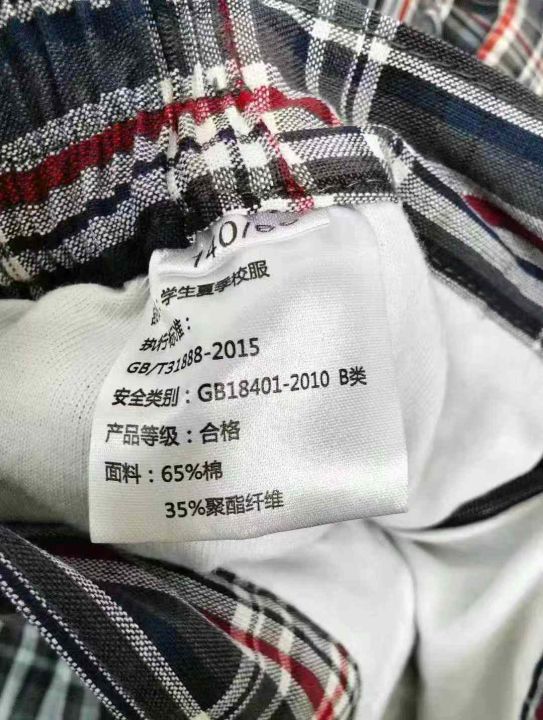 学生夏季校服
执行标准：
GB/T31888-2015
安全类别：GB18401-2010 B类
产品等级：合格
面料：65%棉
35%聚酯纤维